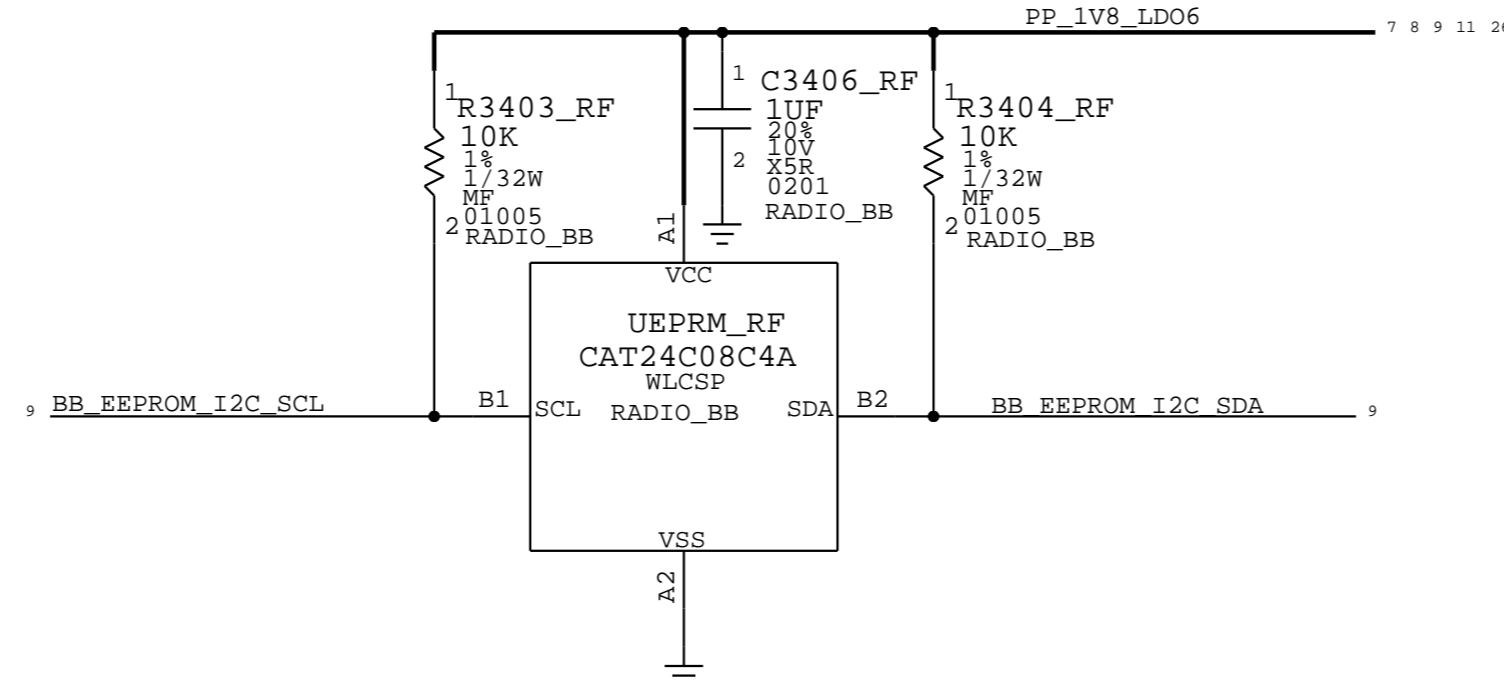 PP_1V8_LDO6
7 8 9 11
1
C3406_RF
1UF
20%
10V
X5R
0201
RADIO_BB
2
1
R3403_RF
10K
1%
1/32W
MF
01005
RADIO_BB
2
1
R3404_RF
10K
1%
1/32W
MF
01005
RADIO_BB
2
A1
VCC
UEPRM_RF
CAT24C08C4A
WLCSP
RADIO_BB
9 BB_EEPROM_I2C_SCL
B1
SCL
SDA
B2
BB_EEPROM_I2C_SDA 9
VSS
A2